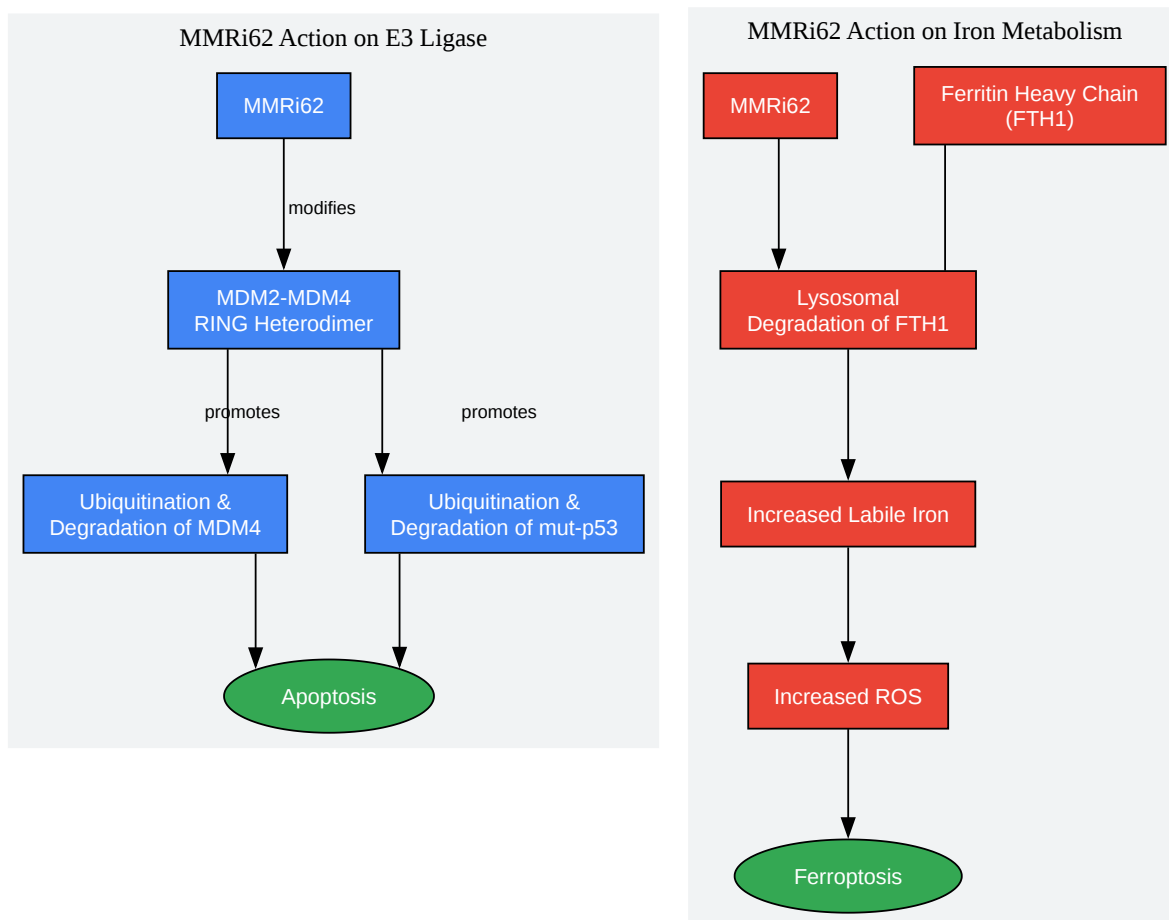 MMRi62 Action on E3 Ligase
MMRi62
modifies
MDM2-MDM4
RING Heterodimer
promotes
promotes
Ubiquitination &
Degradation of MDM4
Ubiquitination &
Degradation of mut-p53
Apoptosis
MMRi62 Action on Iron Metabolism
MMRi62
Ferritin Heavy Chain
(FTH1)
Lysosomal
Degradation of FTH1
Increased Labile Iron
Increased ROS
Ferroptosis